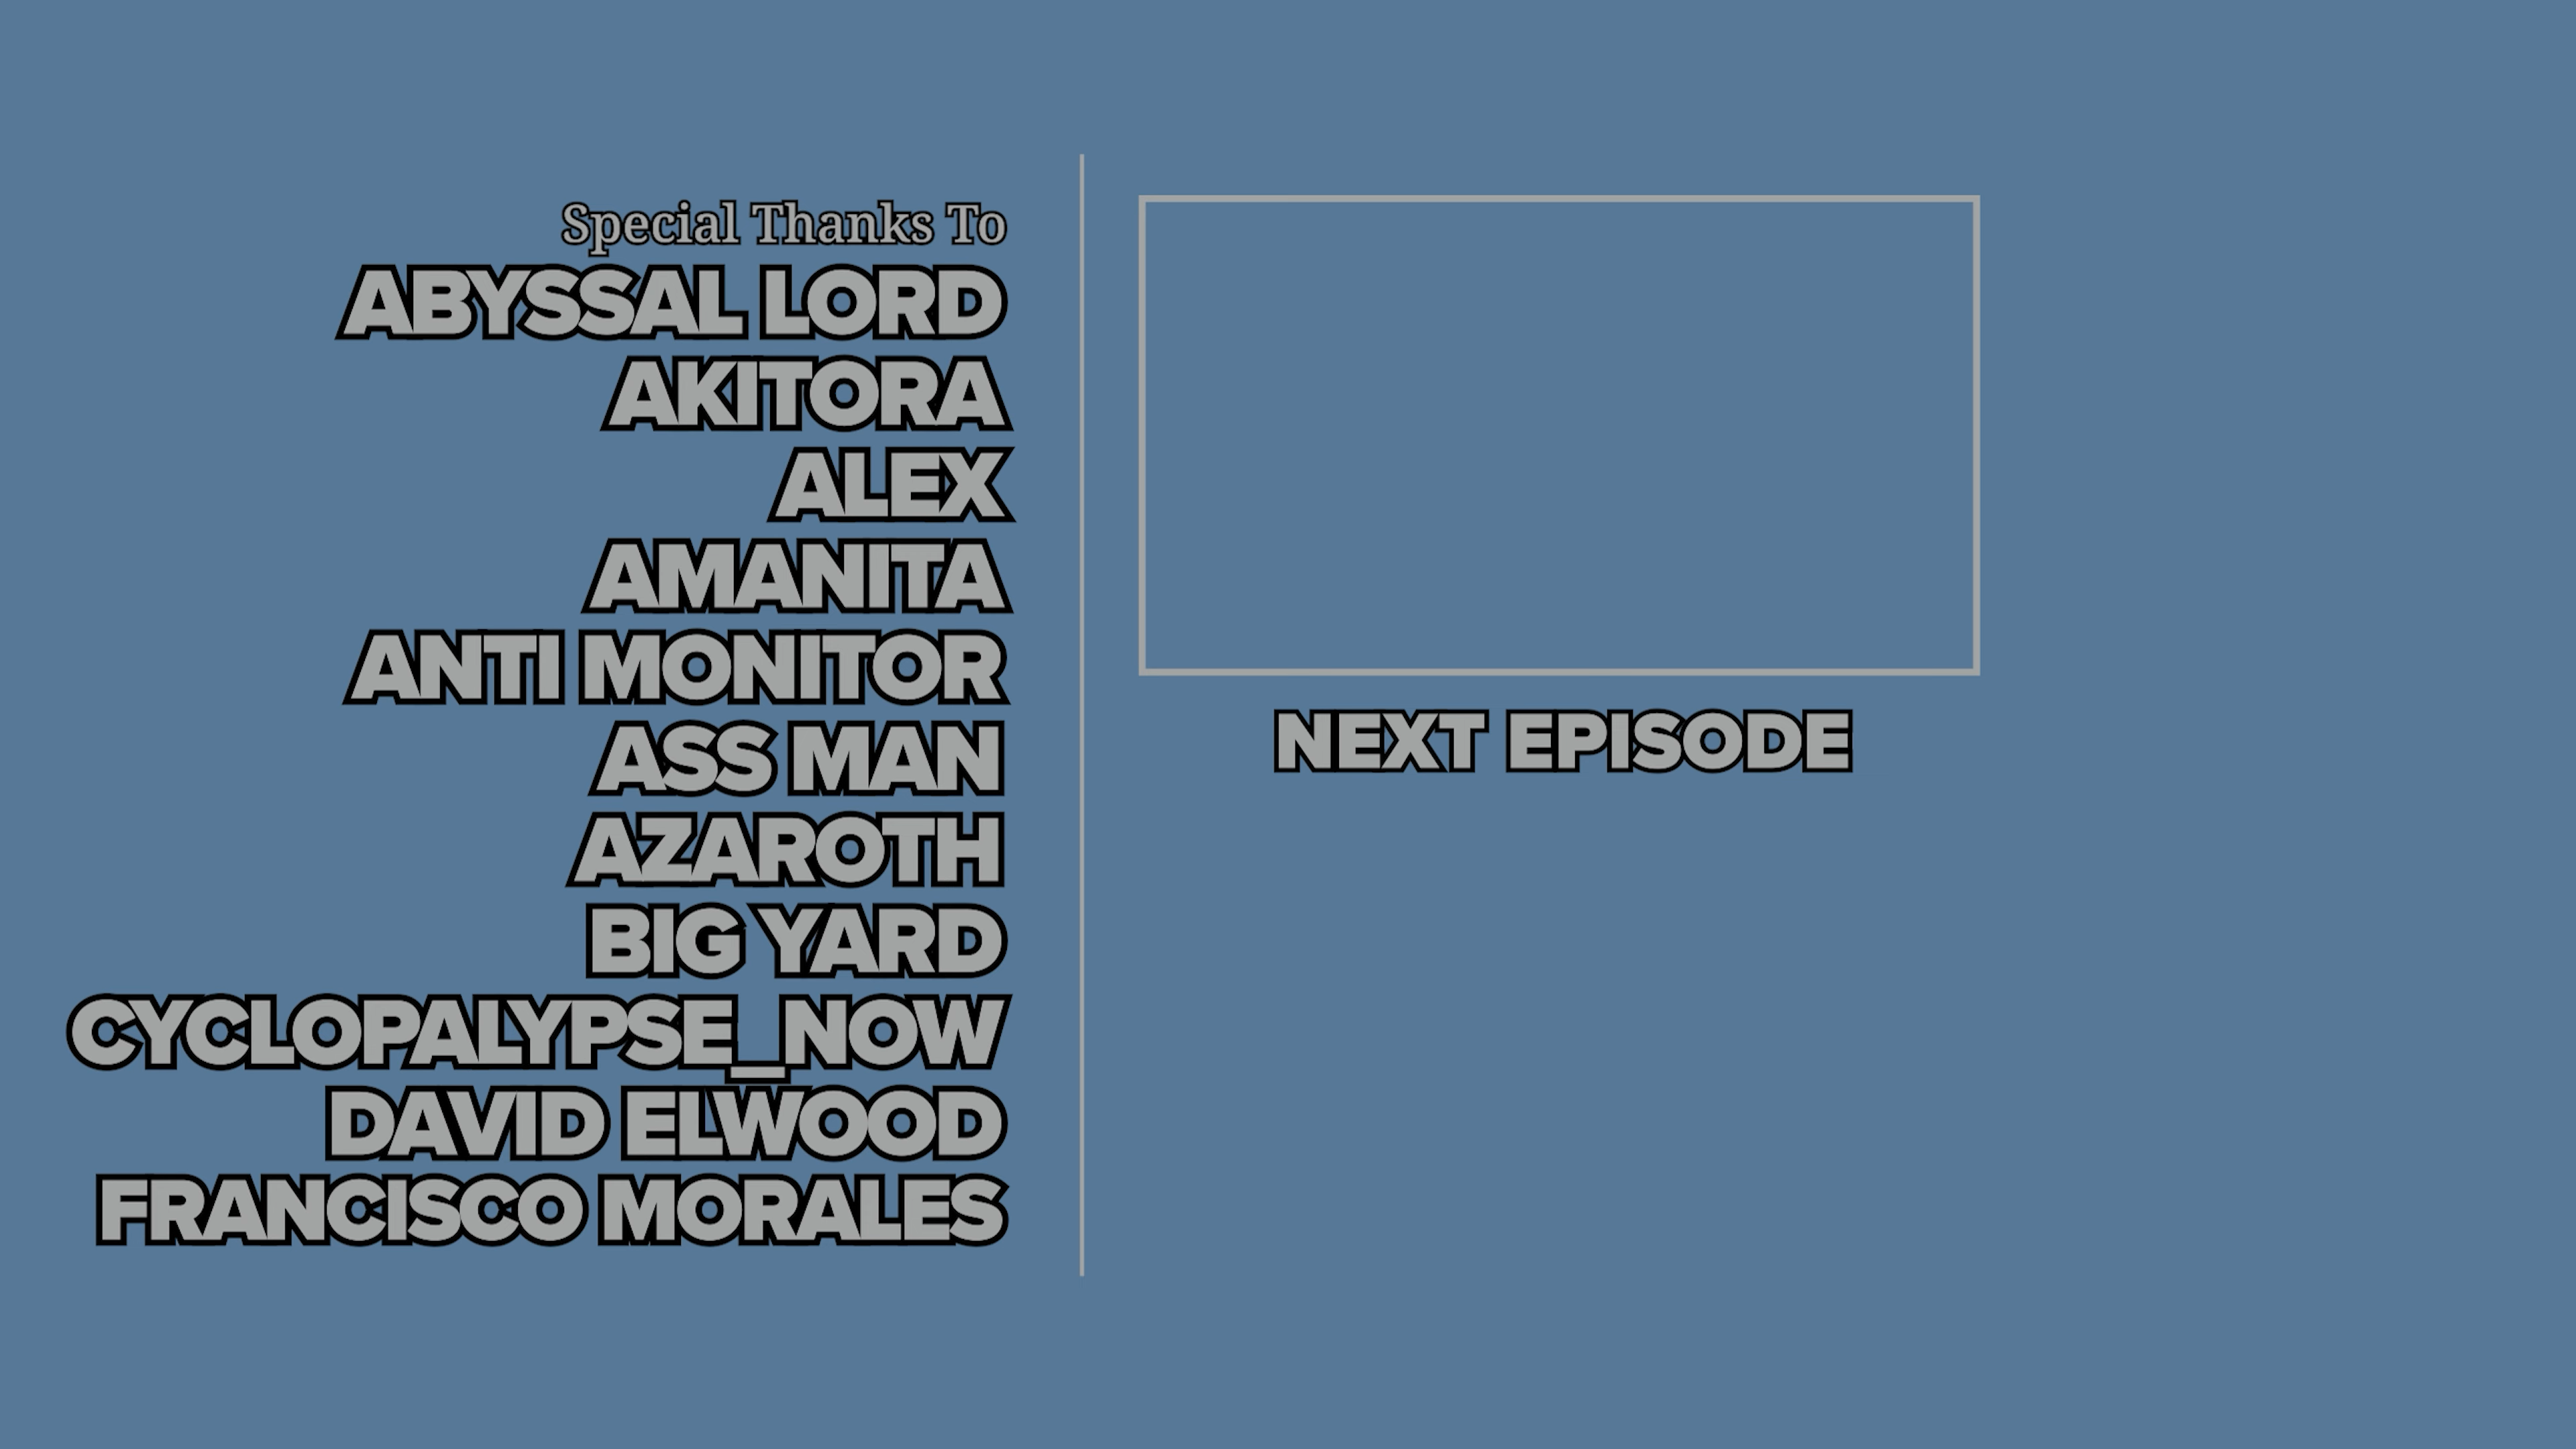 Special Thanks To
ABYSSAL LORD
AKITORA
ALEX
AMANITA
ANTI MONITOR
ASS MAN
AZAROTH
BIG YARD
CYCLOPALYPSE_NOW
DAVID ELWOOD
FRANCISCO MORALES
NEXT EPISODE